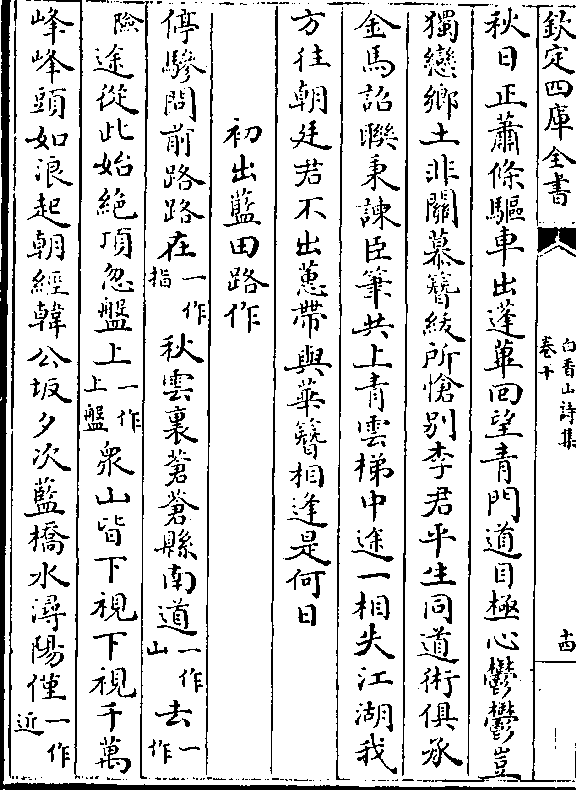 欽定四庫全書
白香山詩集
卷十
十四
秋日正蕭條驅車出蓬蓽回望青門道目極心鬱鬱豈
獨戀鄉土非關慕簪紱所愴别李君平生同道術俱承
金馬詔聯秉諫臣筆共上青雲梯中途一相失江湖我
方往朝廷君不出蕙帶與華簪相逢是何日
初出藍田路作
停驂問前路路在一作指秋雲裏蒼蒼縣南道一作山去一作
險途從此始絶頂忽盤上一作上盤衆山皆下視下視千萬
峰峰頭如浪起朝經韓公坂夕次藍橋水潯陽僅一作近